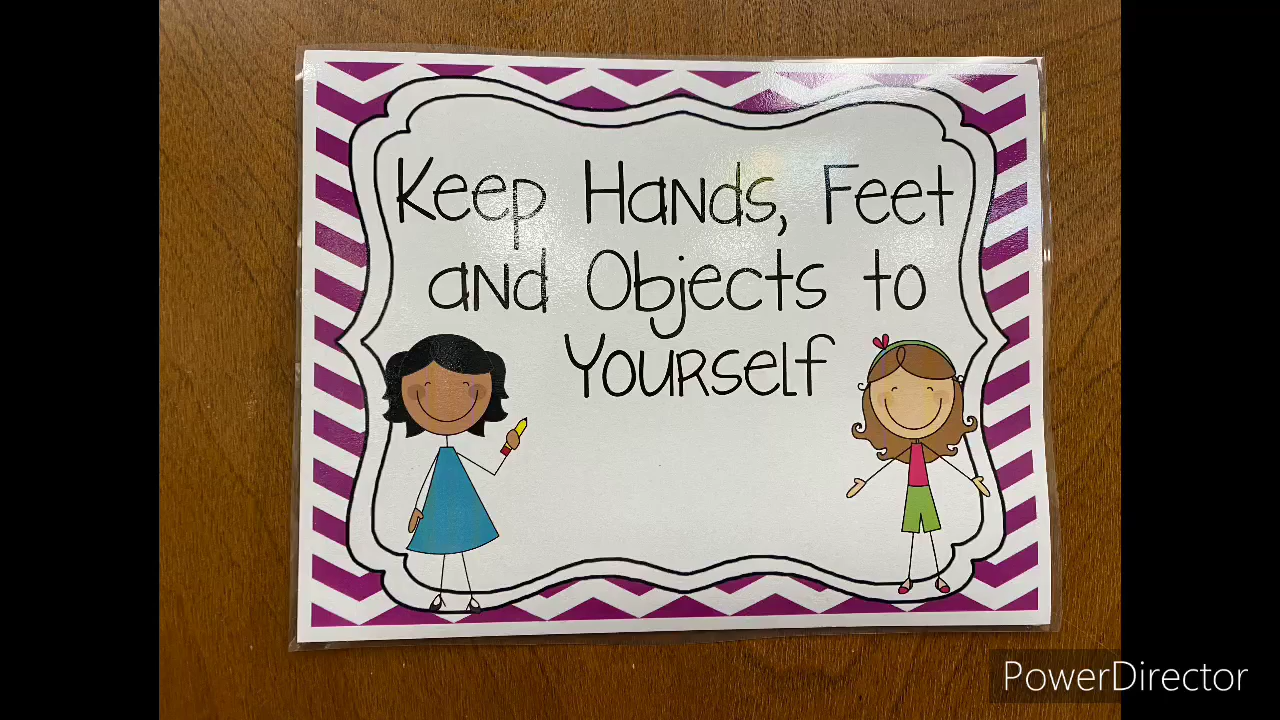 Keep Hands, Feet
and Objects to
Yourself
PowerDirector